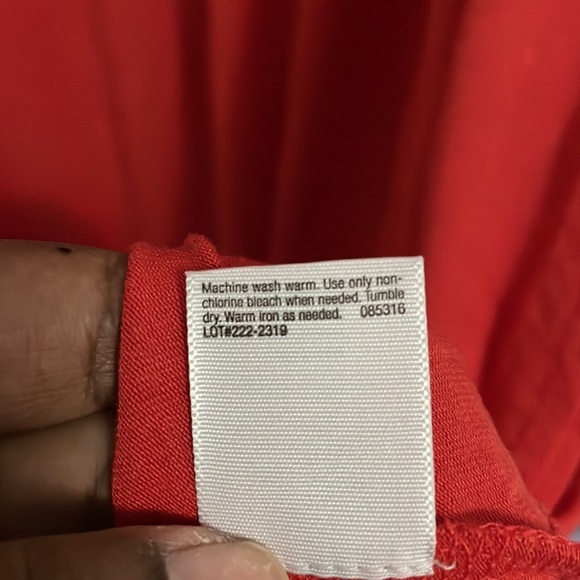 Machine wash warm. Use only non-
chlorine bleach when needed. Tumble
dry. Warm iron as needed. 085316
LOT#222-2319